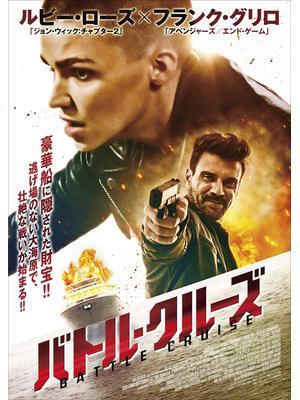 ルビー・ローズ×フランク・グリロ
「ジョン・ウィック:チャプター2」 「アベンジャーズ/エンド・ゲーム」
豪華船に隠された財宝!!
逃げ場のない大海原で、
壮絶な戦いが始まる!!
バトル・クルーズ
BATTLE CRUISE